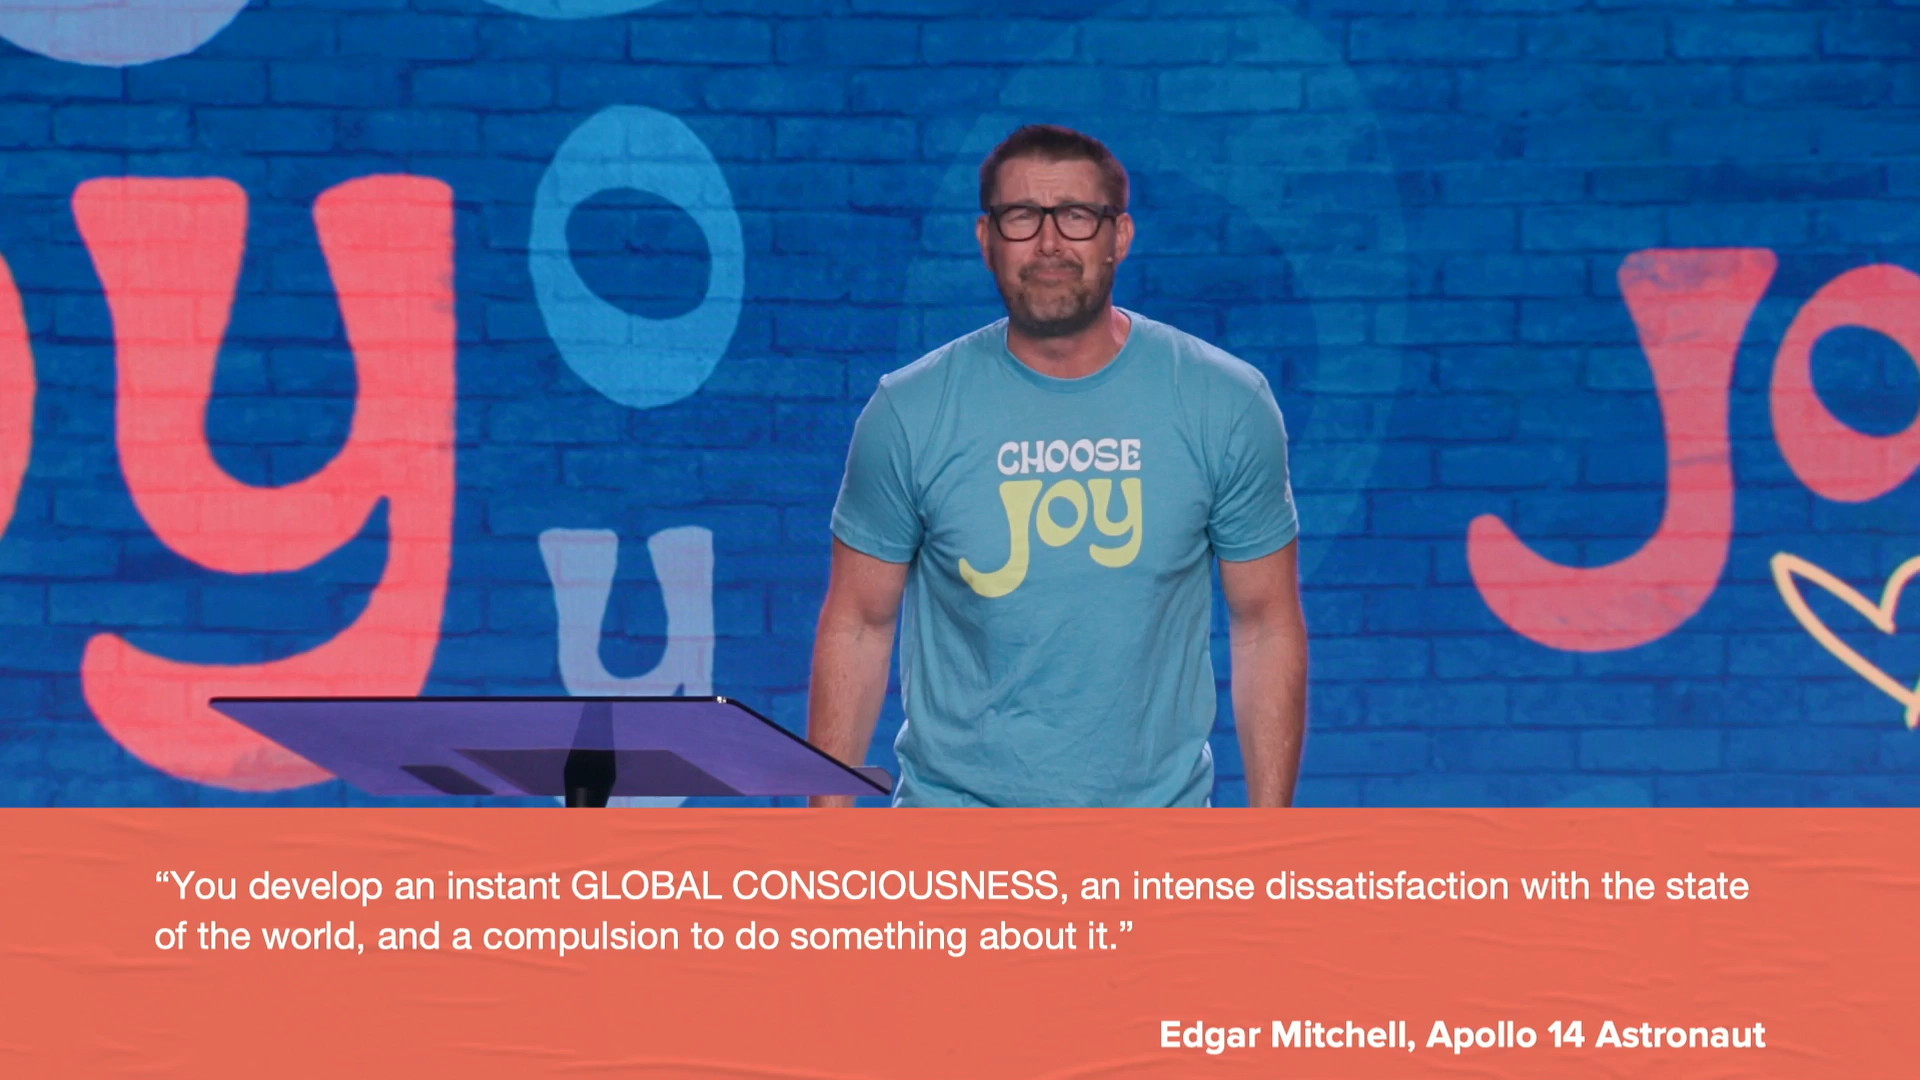 y
o
u
Jo
CHOOSE
Joy
“You develop an instant GLOBAL CONSCIOUSNESS, an intense dissatisfaction with the state
of the world, and a compulsion to do something about it.”
Edgar Mitchell, Apollo 14 Astronaut